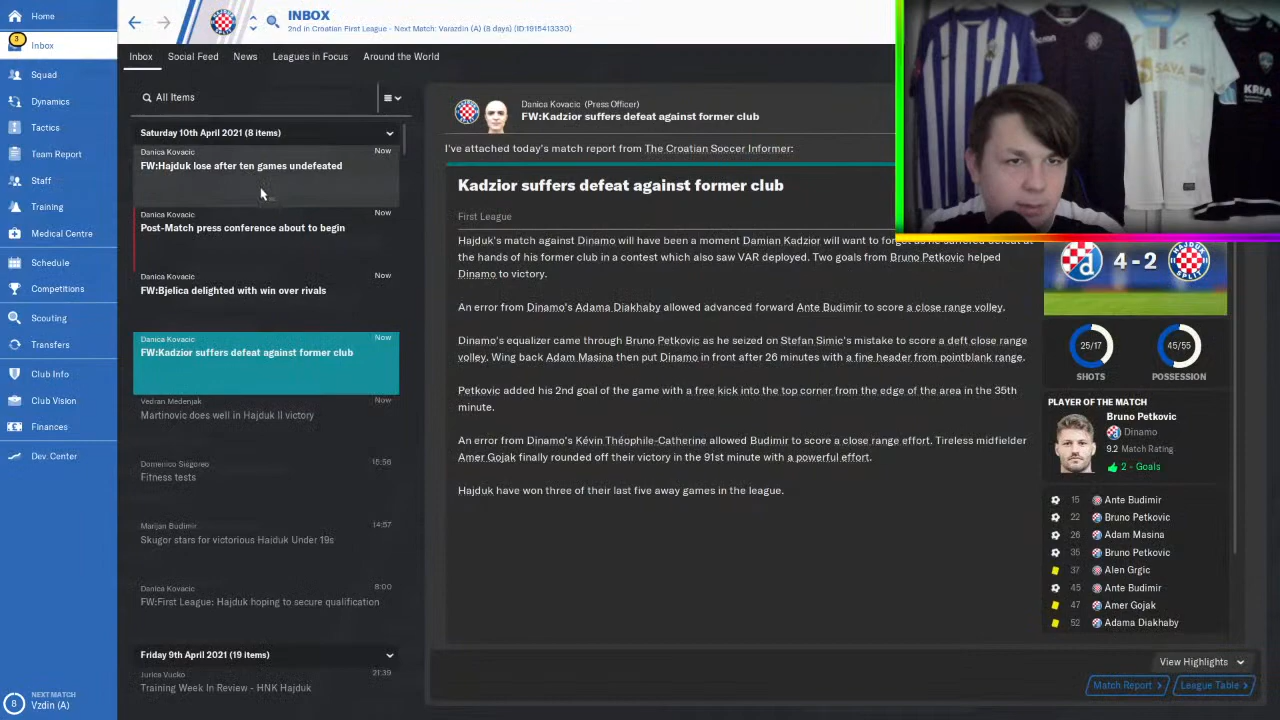 Home
3
Inbox
Squad
Dynamics
Tactics
Team Report
Staff
Training
Medical Centre
Schedule
Competitions
Scouting
Transfers
Club Info
Club Vision
Finances
Dev. Center
8
NEXT MATCH
Vzdin (A)
INBOX
2nd in Croatian First League - Next Match: Varazdin (A) (8 days) (ID:1915413330)
Inbox Social Feed News Leagues in Focus Around the World
All Items
Saturday 10th April 2021 (8 items)
Danica Kovacic Now
FW:Hajduk lose after ten games undefeated
Danica Kovacic Now
Post-Match press conference about to begin
Danica Kovacic Now
FW:Bjelica delighted with win over rivals
Danica Kovacic Now
FW:Kadzior suffers defeat against former club
Vedran Medenjak Now
Martinovic does well in Hajduk II victory
Domenico Siegoreo 15:56
Fitness tests
Marijan Budimir 14:57
Skugor stars for victorious Hajduk Under 19s
Danica Kovacic 8:00
FW:First League: Hajduk hoping to secure qualification
Friday 9th April 2021 (19 items)
Jurica Vucko 21:39
Training Week In Review - HNK Hajduk
Danica Kovacic (Press Officer)
FW:Kadzior suffers defeat against former club
I've attached today's match report from The Croatian Soccer Informer:
Kadzior suffers defeat against former club
First League
Hajduk's match against Dinamo will have been a moment Damian Kadzior will want to forget as he suffered defeat at
the hands of his former club in a contest which also saw VAR deployed. Two goals from Bruno Petkovic helped
Dinamo to victory.
An error from Dinamo's Adama Diakhaby allowed advanced forward Ante Budimir to score a close range volley.
Dinamo's equalizer came through Bruno Petkovic as he seized on Stefan Simic's mistake to score a deft close range
volley. Wing back Adam Masina then put Dinamo in front after 26 minutes with a fine header from pointblank range.
Petkovic added his 2nd goal of the game with a free kick into the top corner from the edge of the area in the 35th
minute.
An error from Dinamo's Kévin Théophile-Catherine allowed Budimir to score a close range effort. Tireless midfielder
Amer Gojak finally rounded off their victory in the 91st minute with a powerful effort.
Hajduk have won three of their last five away games in the league.
SAVA
KRKA
4-2
25/17
SHOTS
45/55
POSSESSION
PLAYER OF THE MATCH
Bruno Petkovic
Dinamo
9.2 Match Rating
2 - Goals
15 Ante Budimir
22 Bruno Petkovic
26 Adam Masina
35 Bruno Petkovic
37 Alen Grgic
45 Ante Budimir
47 Amer Gojak
52 Adama Diakhaby
View Highlights
Match Report > League Table >